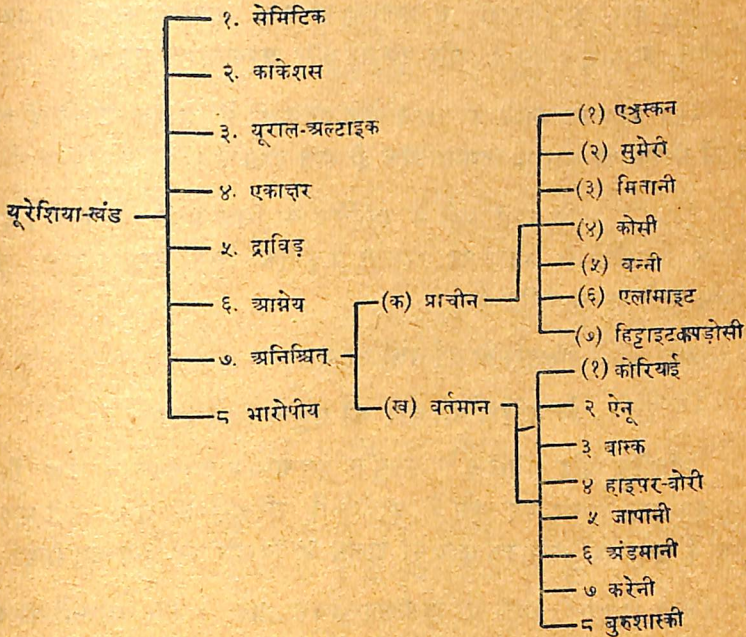 यूरेशिया-खंड
१. सेमिटिक
२. काकेशस
३. यूराल-अल्टाइक
४. एकाक्षर
५. द्राविड़
६. आग्नेय
७. अनिश्चित्
८ भारोपीय
(क) प्राचीन
(१) एत्रुस्कन
(२) सुमेरी
(३) मितानी
(४) कोसी
(५) वन्नी
(६) एलामाइट
(७) हिट्टाइटकपड़ोसी
(ख) वर्तमान
(१) कोरियाई
२ ऐनू
३ बास्क
४ हाइपर-बोरी
५ जापानी
६ अंडमानी
७ करेनी
८ बुरुशास्की